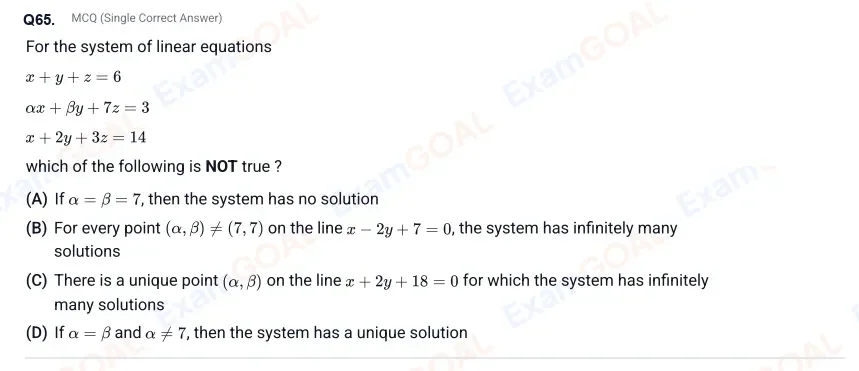 Q65. MCQ (Single Correct Answer)
For the system of linear equations
x + y + z = 6
αx + βy + 7z = 3
x + 2y + 3z = 14
which of the following is NOT true ?
(A) If α = β = 7, then the system has no solution
(B) For every point (α, β) ≠ (7, 7) on the line x − 2y + 7 = 0, the system has infinitely many
solutions
(C) There is a unique point (α, β) on the line x + 2y + 18 = 0 for which the system has infinitely
many solutions
(D) If α = β and α ≠ 7, then the system has a unique solution
ExamGOAL